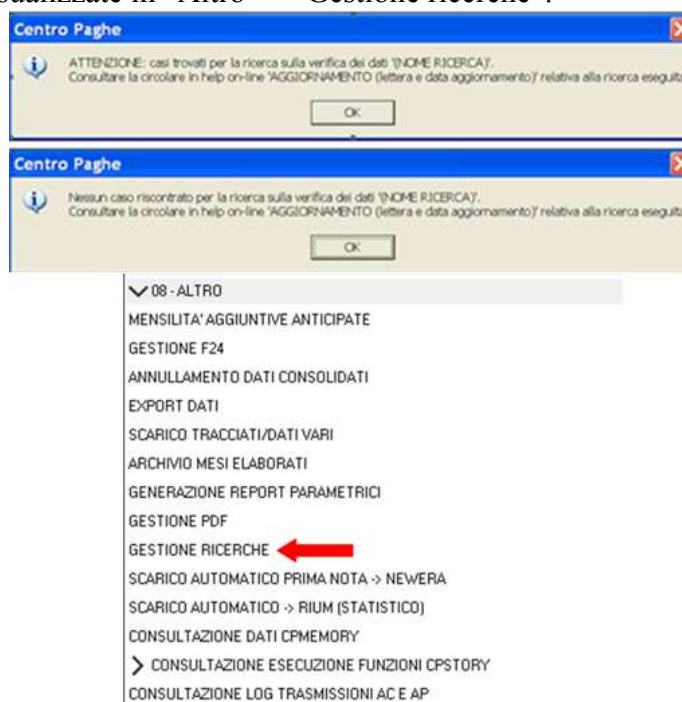 Centro Paghe
ATTENZIONE: casi trovati per la ricerca sulla verifica dei dati '(NOME RICERCA)'.
Consultare la circolare in help on-line 'AGGIORNAMENTO (lettera e data aggiornamento)' relativa alla ricerca eseguita
OK
Centro Paghe
Nessun caso riscontrato per la ricerca sulla verifica dei dati '(NOME RICERCA)'.
Consultare la circolare in help on-line 'AGGIORNAMENTO (lettera e data aggiornamento)' relativa alla ricerca eseguita
OK
08 - ALTRO
MENSILITA' AGGIUNTIVE ANTICIPATE
GESTIONE F24
ANNULLAMENTO DATI CONSOLIDATI
EXPORT DATI
SCARICO TRACCIATI/DATI VARI
ARCHIVIO MESI ELABORATI
GENERAZIONE REPORT PARAMETRICI
GESTIONE PDF
GESTIONE RICERCHE
SCARICO AUTOMATICO PRIMA NOTA -> NEWERA
SCARICO AUTOMATICO -> RIUM (STATISTICO)
CONSULTAZIONE DATI CPMEMORY
CONSULTAZIONE ESECUZIONE FUNZIONI CPSTORY
CONSULTAZIONE LOG TRASMISSIONI AC E AP